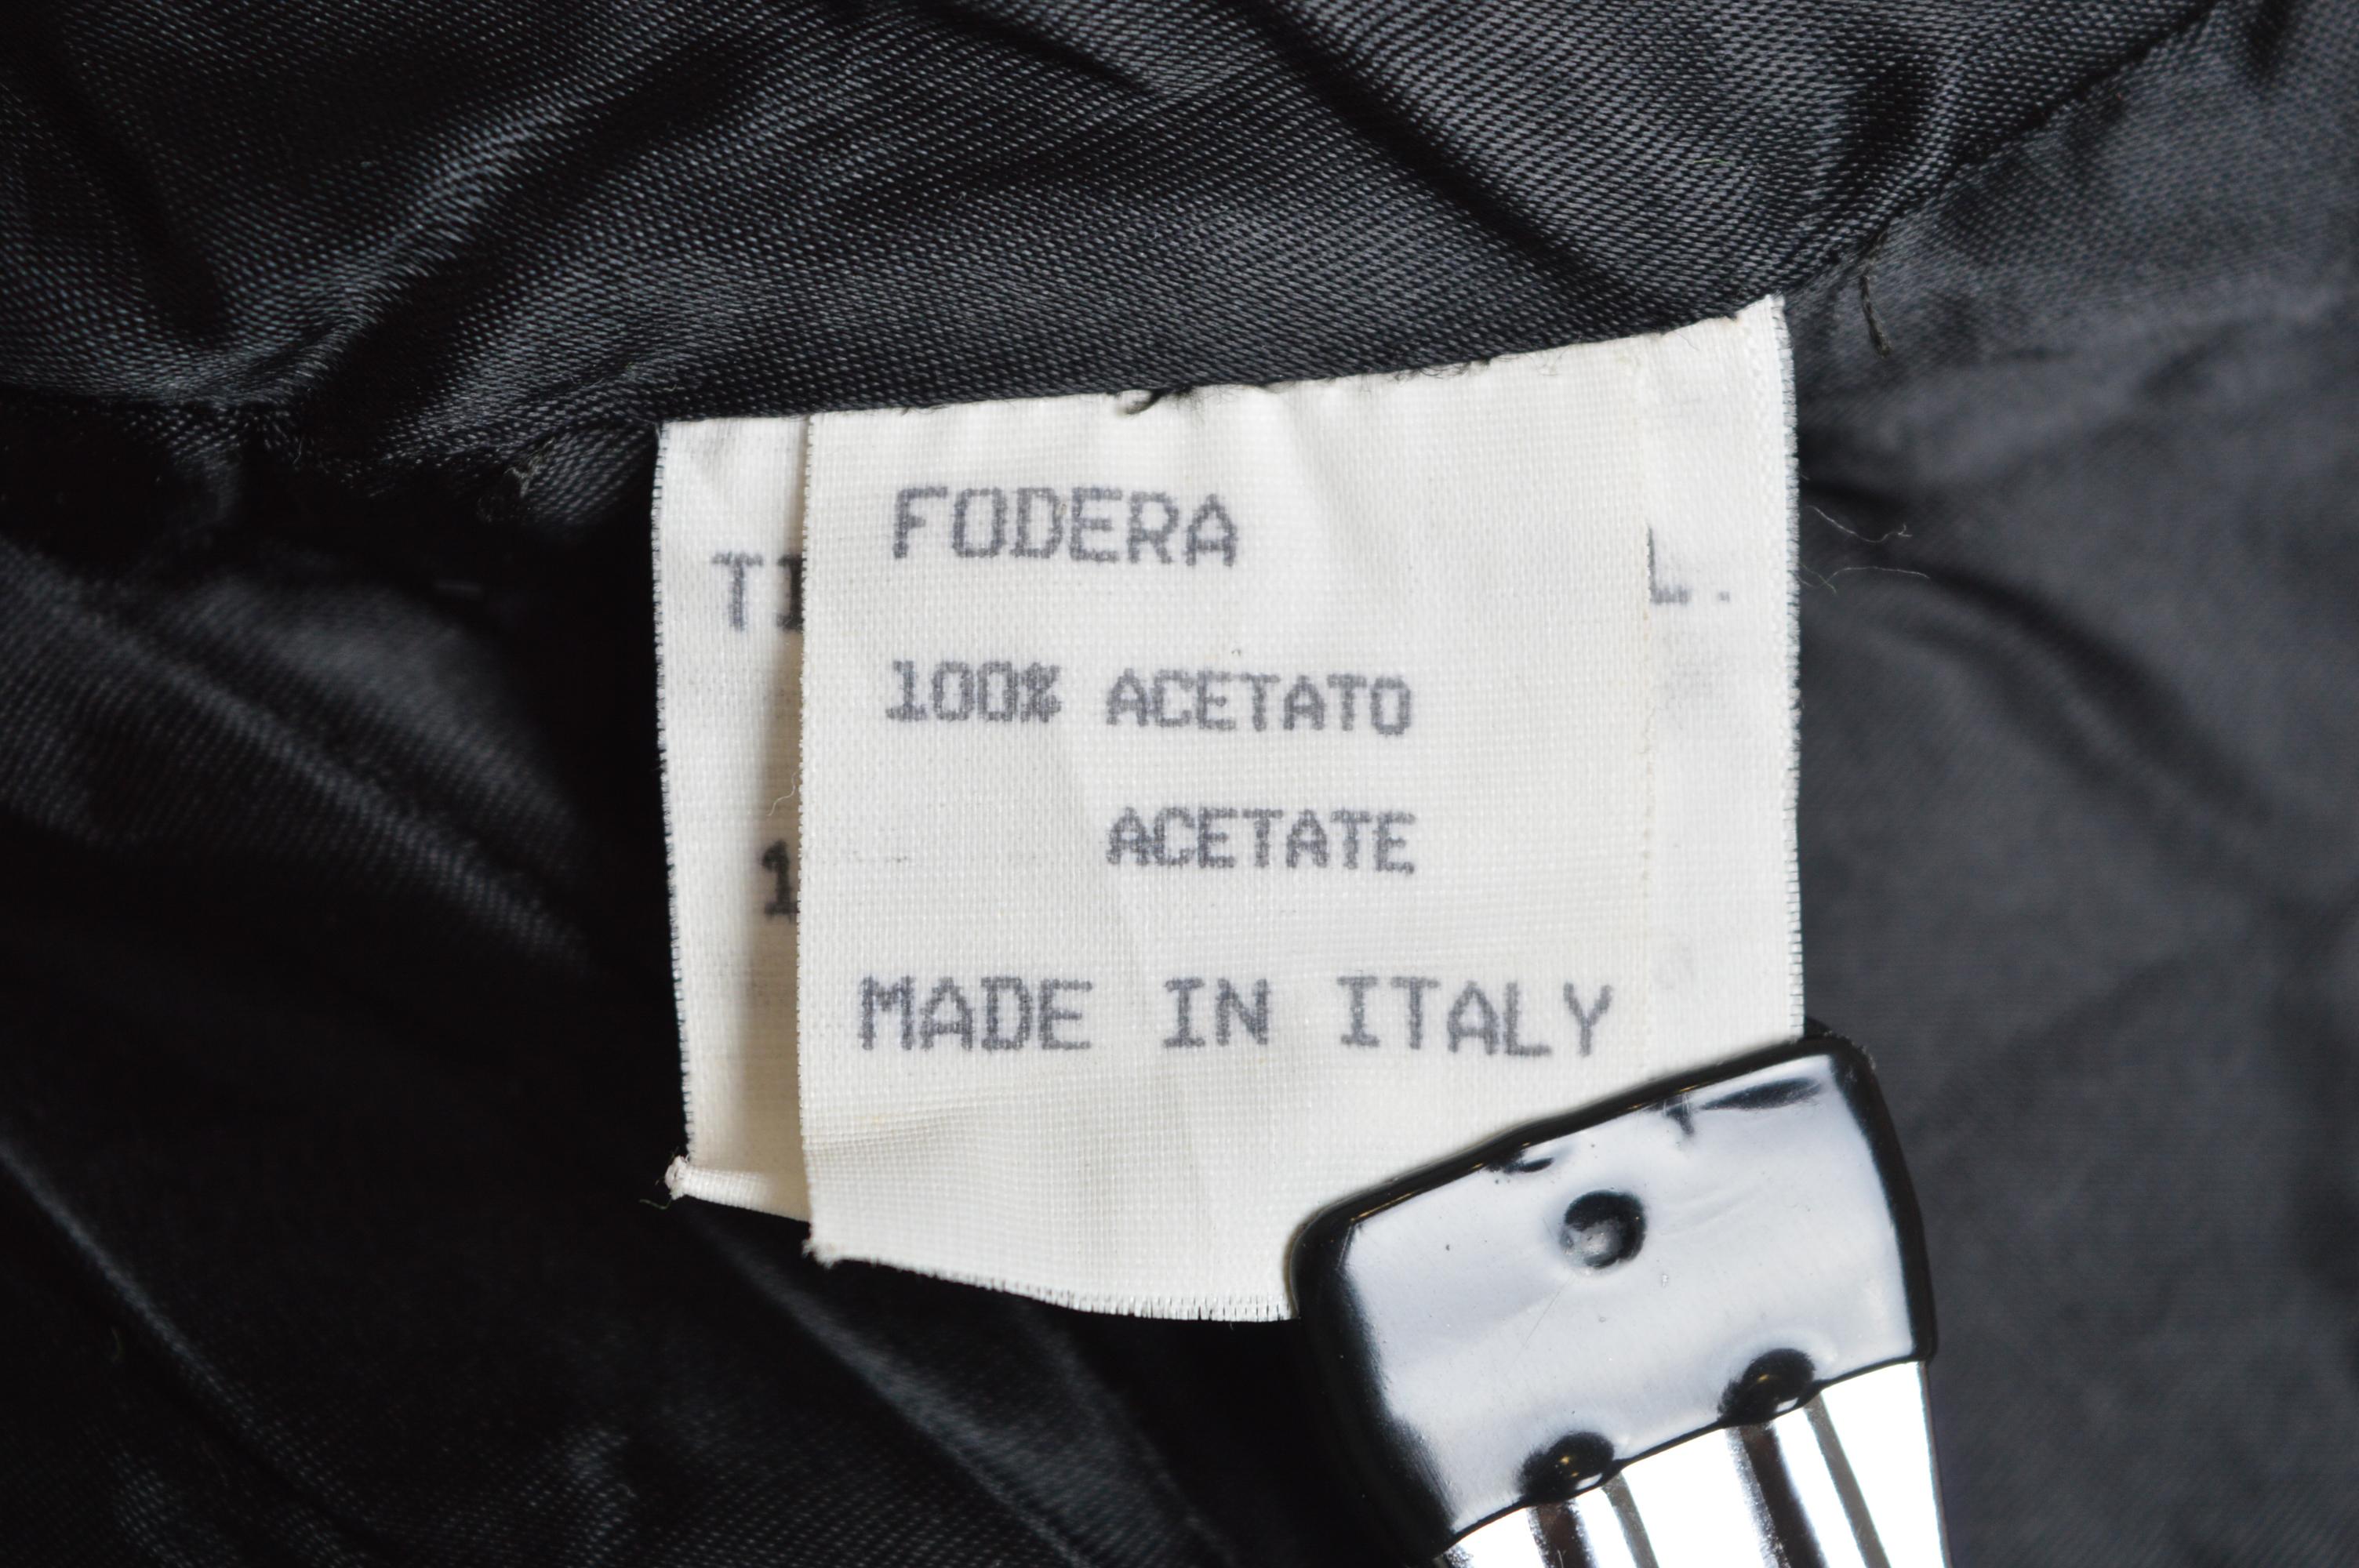 FODERA
100% ACETATO
ACETATE
MADE IN ITALY